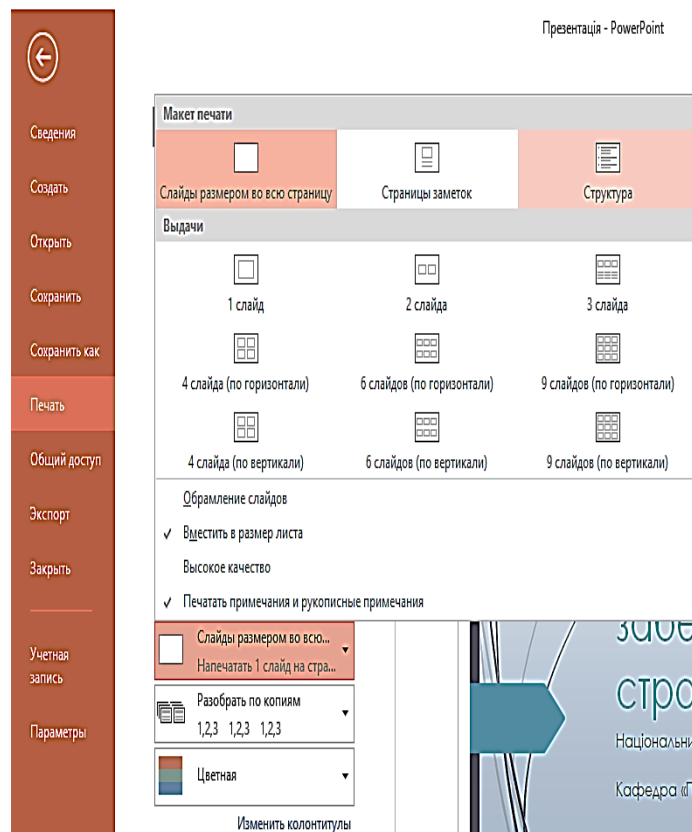 Презентація - PowerPoint
Сведения
Создать
Открыть
Сохранить
Сохранить как
Печать
Общий доступ
Экспорт
Закрыть
Учетная
запись
Параметры
Макет печати
Слайды размером во всю страницу
Страницы заметок
Структура
Выдачи
1 слайд
2 слайда
3 слайда
4 слайда (по горизонтали)
6 слайдов (по горизонтали)
9 слайдов (по горизонтали)
4 слайда (по вертикали)
6 слайдов (по вертикали)
9 слайдов (по вертикали)
Обрамление слайдов
Вместить в размер листа
Высокое качество
Печатать примечания и рукописные примечания
Слайды размером во всю...
Напечатать 1 слайд на стра...
Разобрать по копиям
1,2,3 1,2,3 1,2,3
Цветная
Изменить колонтитулы
забе
стра
Національни
Кафедра «П